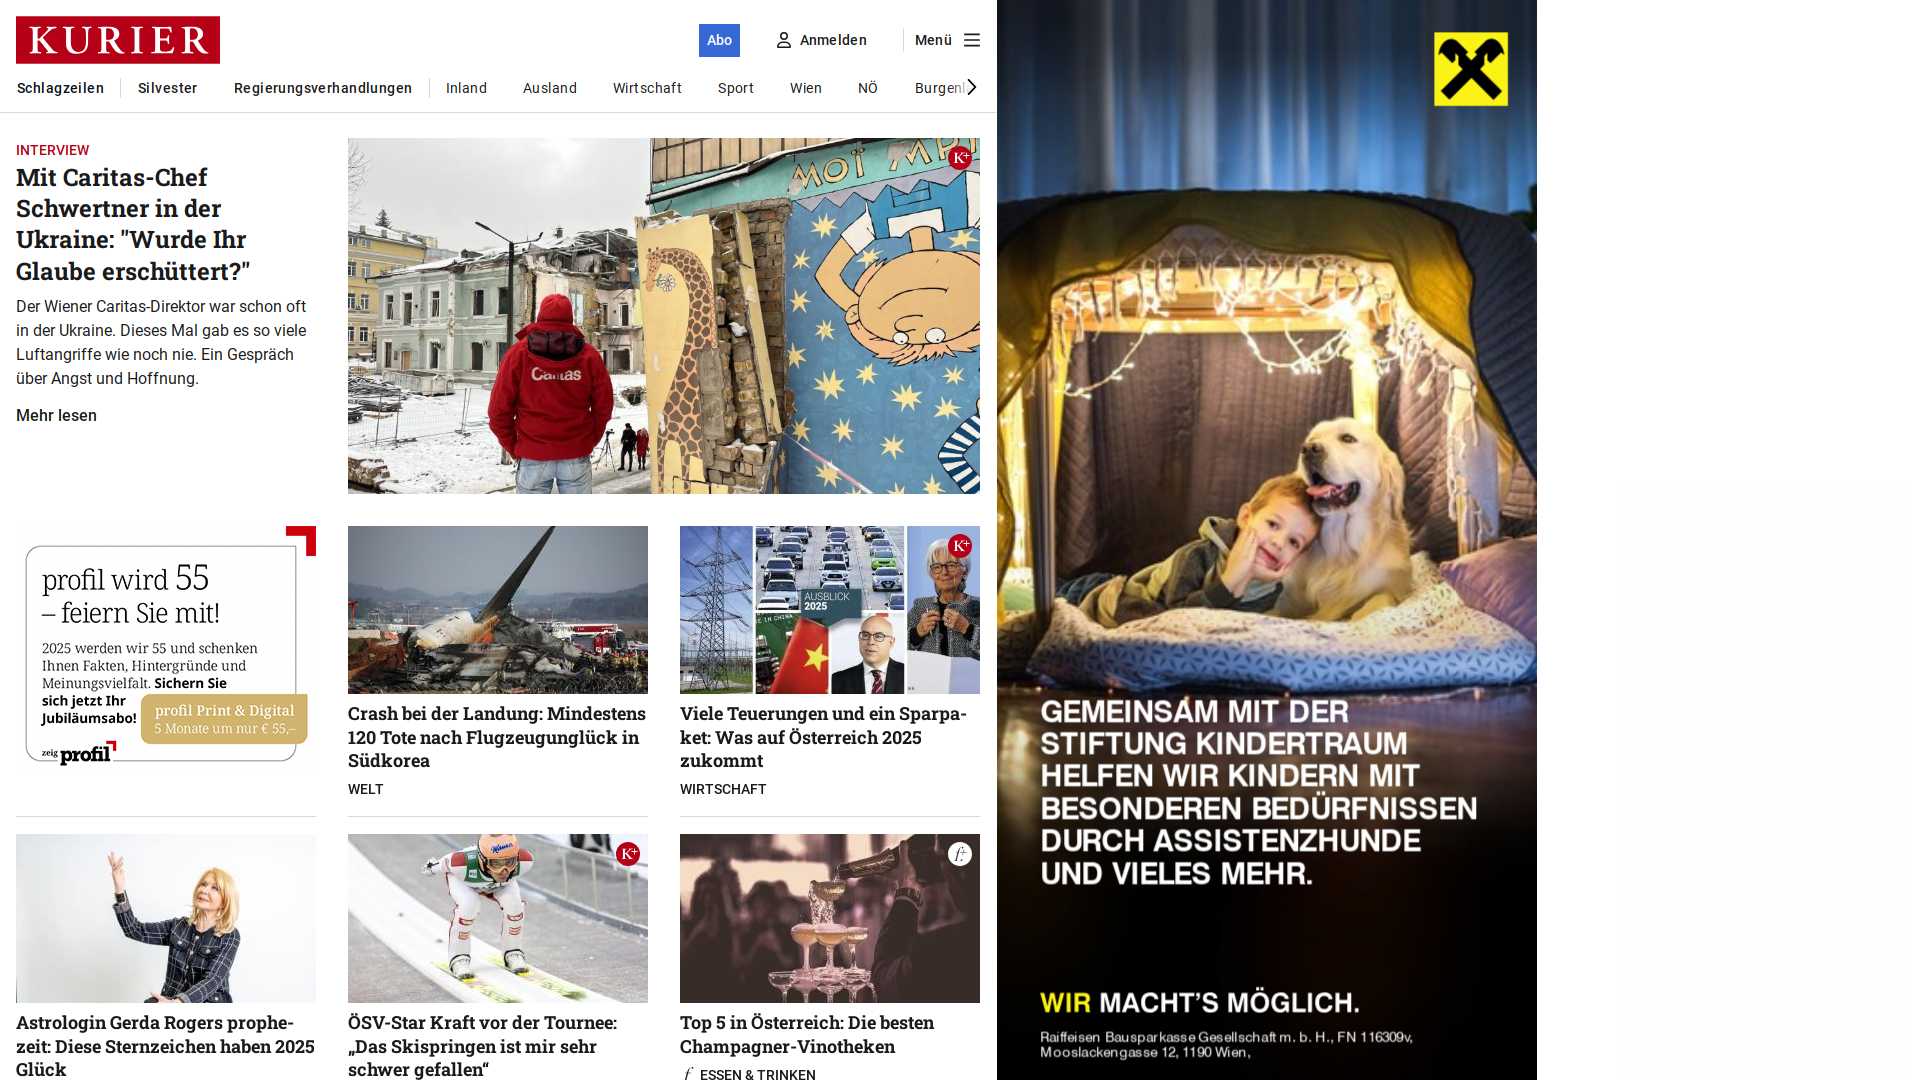 KURIER
Abo
Anmelden
Menü
Schlagzeilen
Silvester
Regierungsverhandlungen
Inland
Ausland
Wirtschaft
Sport
Wien
NÖ
INTERVIEW
Mit Caritas-Chef
Schwertner in der
Ukraine: "Wurde Ihr
Glaube erschüttert?"
Der Wiener Caritas-Direktor war schon oft
in der Ukraine. Dieses Mal gab es so viele
Luftangriffe wie noch nie. Ein Gespräch
über Angst und Hoffnung.
Mehr lesen
МОЇ
K+
Caritas
profil wird 55
– feiern Sie mit!
2025 werden wir 55 und schenken
Ihnen Fakten, Hintergründe und
Meinungsvielfalt. Sichern Sie
sich jetzt Ihr
Jubiläumsabo!
profil Print & Digital
5 Monate um nur € 55,–
zeig profil
Crash bei der Landung: Mindestens
120 Tote nach Flugzeugunglück in
Südkorea
WELT
K+
AUSBLICK
2025
Viele Teuerungen und ein Sparpa-
ket: Was auf Österreich 2025
zukommt
WIRTSCHAFT
Astrologin Gerda Rogers prophe-
zeit: Diese Sternzeichen haben 2025
Glück
K+
ÖSV-Star Kraft vor der Tournee:
„Das Skispringen ist mir sehr
schwer gefallen“
f+
Top 5 in Österreich: Die besten
Champagner-Vinotheken
f. ESSEN & TRINKEN
GEMEINSAM MIT DER
STIFTUNG KINDERTRAUM
HELFEN WIR KINDERN MIT
BESONDEREN BEDÜRFNISSEN
DURCH ASSISTENZHUNDE
UND VIELES MEHR.
WIR MACHT'S MÖGLICH.
Raiffeisen Bausparkasse Gesellschaft m. b. H., FN 116309v,
Mooslackengasse 12, 1190 Wien,